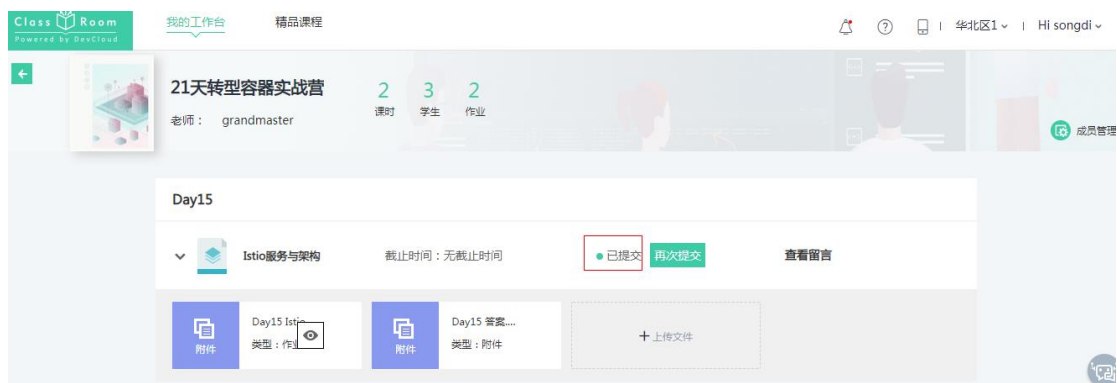 Class Room
Powered by DevCloud
我的工作台
精品课程
华北区1
Hi songdi
21天转型容器实战营
2 3 2
课时 学生 作业
老师： grandmaster
成员管理
Day15
Istio服务与架构
截止时间：无截止时间
已提交
再次提交
查看留言
附件
Day15 Istio
类型：作
附件
Day15 答案....
类型：附件
+上传文件